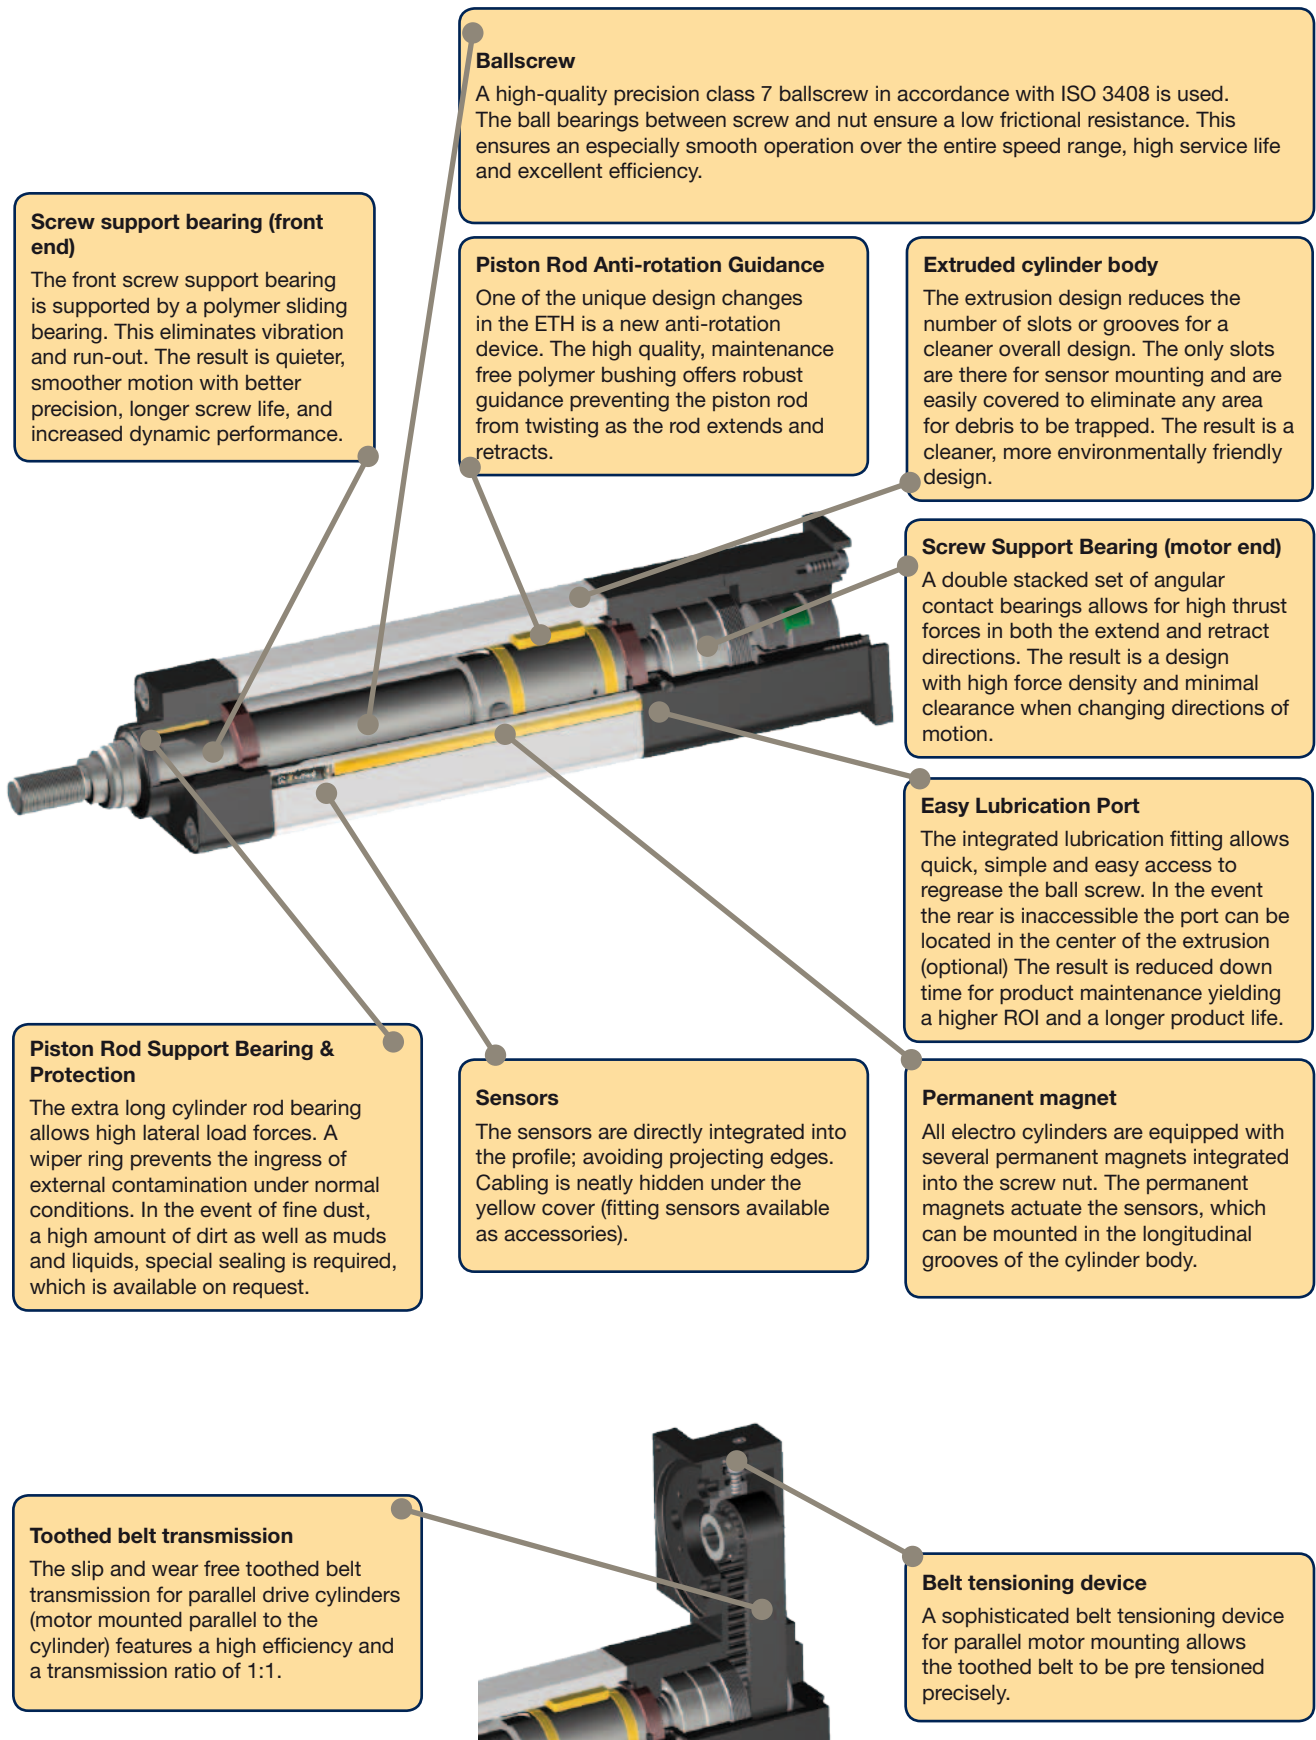 Ballscrew
A high-quality precision class 7 ballscrew in accordance with ISO 3408 is used.
The ball bearings between screw and nut ensure a low frictional resistance. This
ensures an especially smooth operation over the entire speed range, high service life
and excellent efficiency.
Screw support bearing (front
end)
The front screw support bearing
is supported by a polymer sliding
bearing. This eliminates vibration
and run-out. The result is quieter,
smoother motion with better
precision, longer screw life, and
increased dynamic performance.
Piston Rod Anti-rotation Guidance
One of the unique design changes
in the ETH is a new anti-rotation
device. The high quality, maintenance
free polymer bushing offers robust
guidance preventing the piston rod
from twisting as the rod extends and
retracts.
Extruded cylinder body
The extrusion design reduces the
number of slots or grooves for a
cleaner overall design. The only slots
are there for sensor mounting and are
easily covered to eliminate any area
for debris to be trapped. The result is a
cleaner, more environmentally friendly
design.
Screw Support Bearing (motor end)
A double stacked set of angular
contact bearings allows for high thrust
forces in both the extend and retract
directions. The result is a design
with high force density and minimal
clearance when changing directions of
motion.
Easy Lubrication Port
The integrated lubrication fitting allows
quick, simple and easy access to
regrease the ball screw. In the event
the rear is inaccessible the port can be
located in the center of the extrusion
(optional) The result is reduced down
time for product maintenance yielding
a higher ROI and a longer product life.
Piston Rod Support Bearing &
Protection
The extra long cylinder rod bearing
allows high lateral load forces. A
wiper ring prevents the ingress of
external contamination under normal
conditions. In the event of fine dust,
a high amount of dirt as well as muds
and liquids, special sealing is required,
which is available on request.
Sensors
The sensors are directly integrated into
the profile; avoiding projecting edges.
Cabling is neatly hidden under the
yellow cover (fitting sensors available
as accessories).
Permanent magnet
All electro cylinders are equipped with
several permanent magnets integrated
into the screw nut. The permanent
magnets actuate the sensors, which
can be mounted in the longitudinal
grooves of the cylinder body.
Toothed belt transmission
The slip and wear free toothed belt
transmission for parallel drive cylinders
(motor mounted parallel to the
cylinder) features a high efficiency and
a transmission ratio of 1:1.
Belt tensioning device
A sophisticated belt tensioning device
for parallel motor mounting allows
the toothed belt to be pre tensioned
precisely.